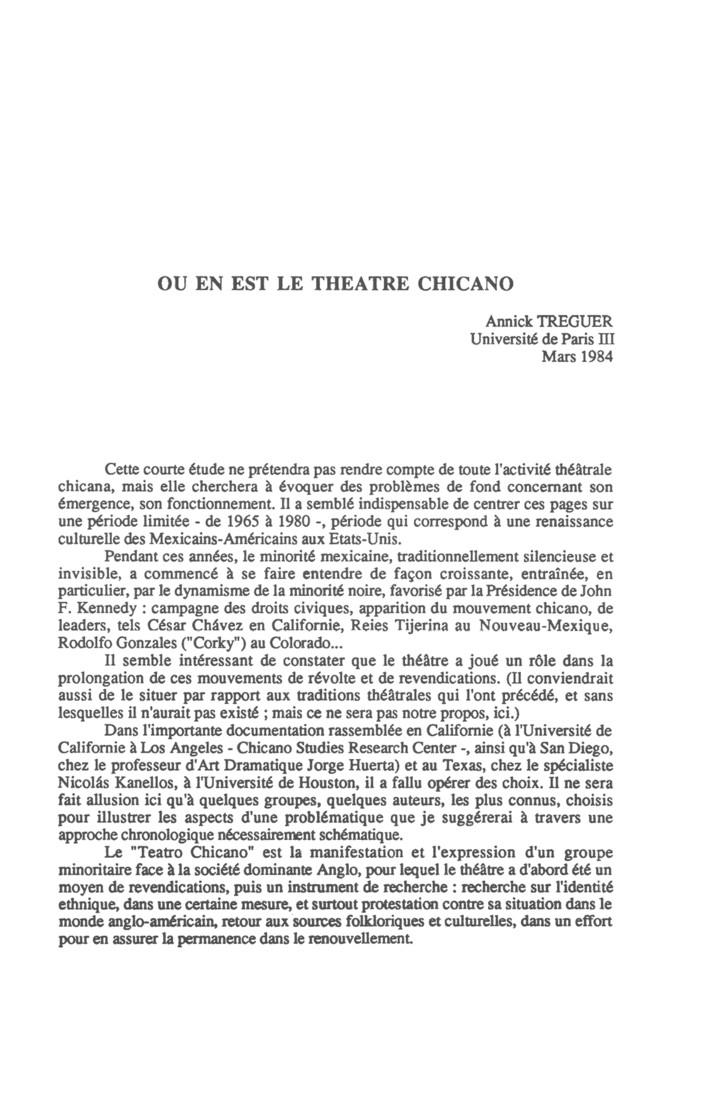 OU EN EST LE THEATRE CHICANO
Annick TREGUER
Université de Paris III
Mars 1984
Cette courte étude ne prétendra pas rendre compte de toute l'activité théâtrale
chicana, mais elle cherchera à évoquer des problèmes de fond concernant son
émergence, son fonctionnement. Il a semblé indispensable de centrer ces pages sur
une période limitée - de 1965 à 1980 -, période qui correspond à une renaissance
culturelle des Mexicains-Américains aux Etats-Unis.
Pendant ces années, le minorité mexicaine, traditionnellement silencieuse et
invisible, a commencé à se faire entendre de façon croissante, entraînée, en
particulier, par le dynamisme de la minorité noire, favorisé par la Présidence de John
F. Kennedy : campagne des droits civiques, apparition du mouvement chicano, de
leaders, tels César Chávez en Californie, Reies Tijerina au Nouveau-Mexique,
Rodolfo Gonzales ("Corky") au Colorado...
Il semble intéressant de constater que le théâtre a joué un rôle dans la
prolongation de ces mouvements de révolte et de revendications. (Il conviendrait
aussi de le situer par rapport aux traditions théâtrales qui l'ont précédé, et sans
lesquelles il n'aurait pas existé ; mais ce ne sera pas notre propos, ici.)
Dans l'importante documentation rassemblée en Californie (à l'Université de
Californie à Los Angeles - Chicano Studies Research Center -, ainsi qu'à San Diego,
chez le professeur d'Art Dramatique Jorge Huerta) et au Texas, chez le spécialiste
Nicolás Kanellos, à l'Université de Houston, il a fallu opérer des choix. Il ne sera
fait allusion ici qu'à quelques groupes, quelques auteurs, les plus connus, choisis
pour illustrer les aspects d'une problématique que je suggérerai à travers une
approche chronologique nécessairement schématique.
Le "Teatro Chicano" est la manifestation et l'expression d'un groupe
minoritaire face à la société dominante Anglo, pour lequel le théâtre a d'abord été un
moyen de revendications, puis un instrument de recherche : recherche sur l'identité
ethnique, dans une certaine mesure, et surtout protestation contre sa situation dans le
monde anglo-américain, retour aux sources folkloriques et culturelles, dans un effort
pour en assurer la permanence dans le renouvellement.